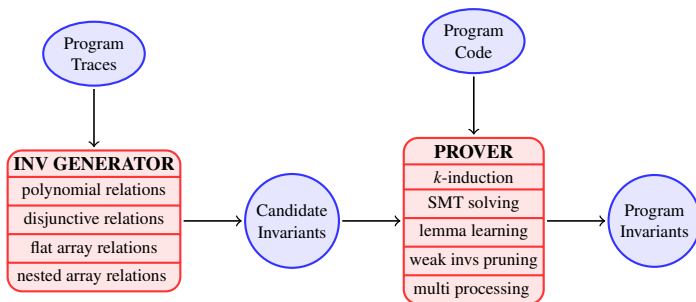 Program
Traces
Program
Code
INV GENERATOR
polynomial relations
disjunctive relations
flat array relations
nested array relations
Candidate
Invariants
PROVER
k-induction
SMT solving
lemma learning
weak invs pruning
multi processing
Program
Invariants